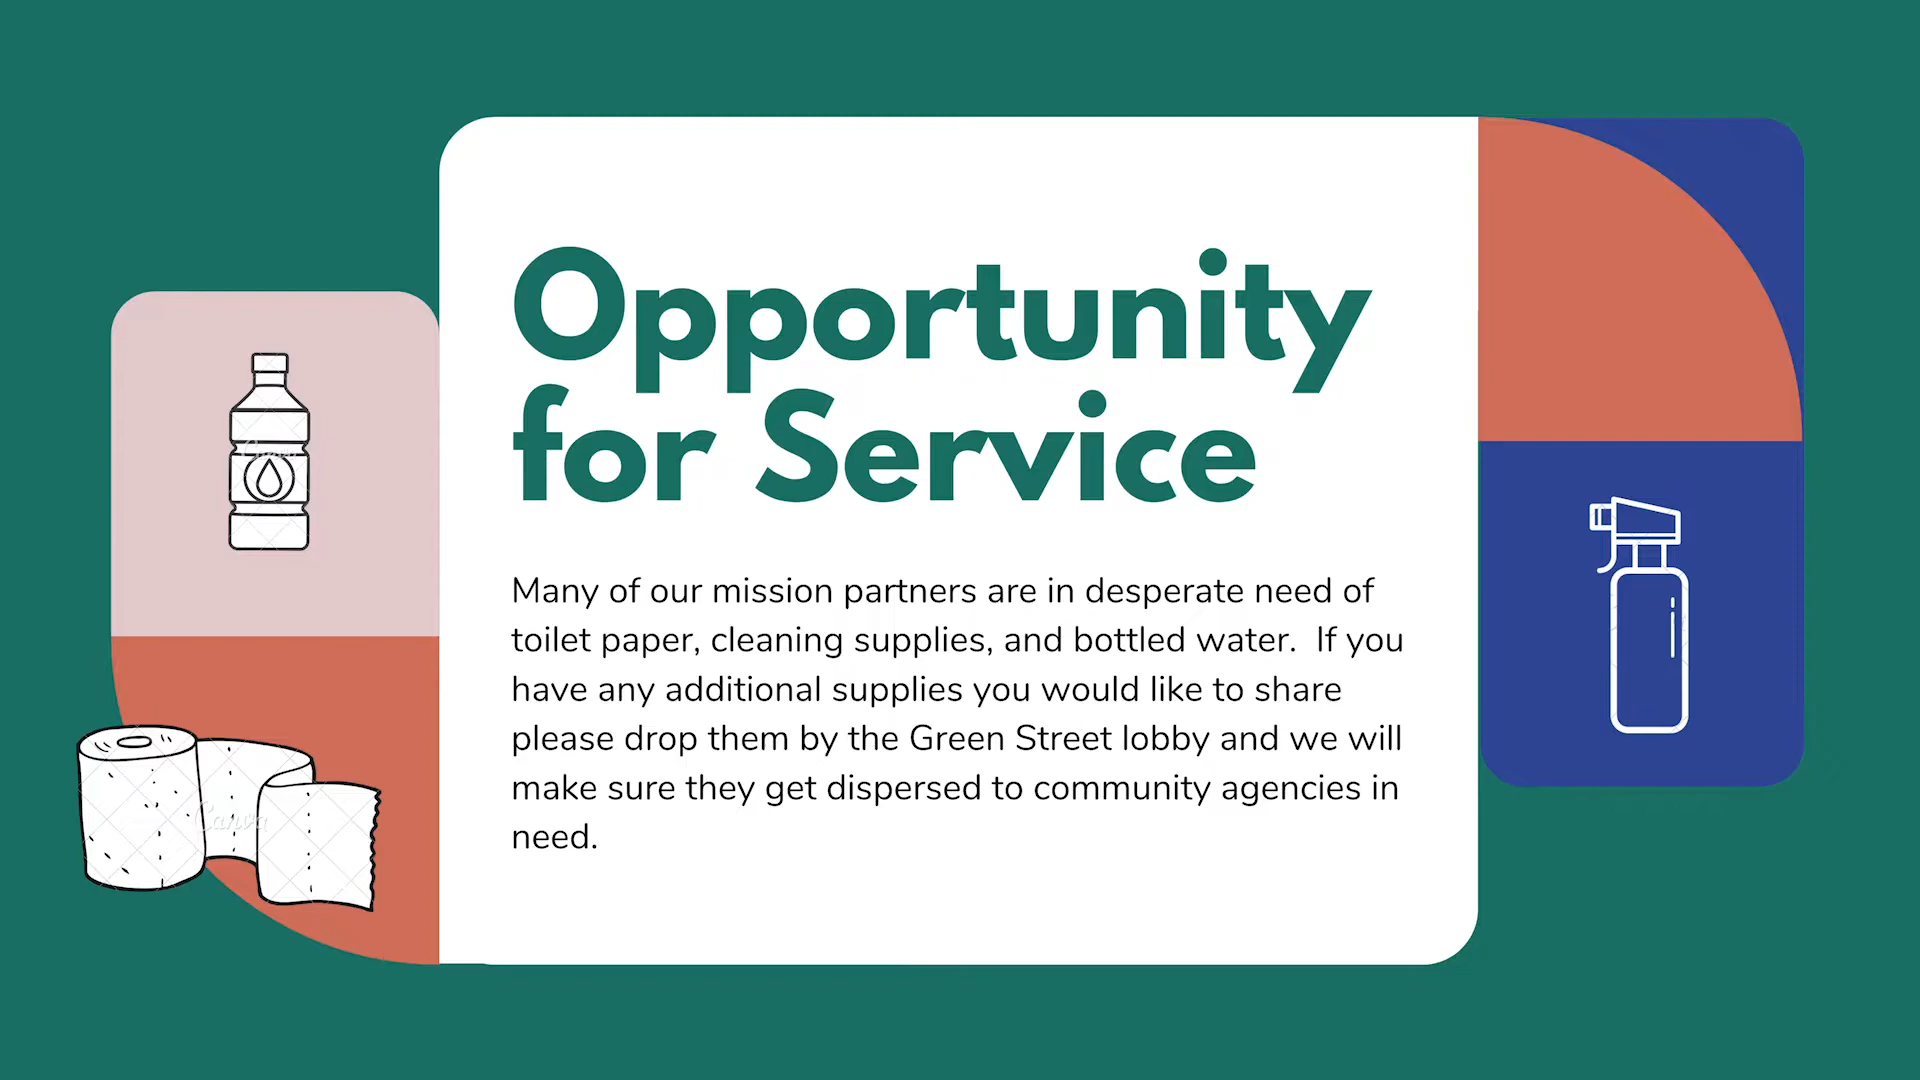 Opportunity
for Service
Many of our mission partners are in desperate need of
toilet paper, cleaning supplies, and bottled water.  If you
have any additional supplies you would like to share
please drop them by the Green Street lobby and we will
make sure they get dispersed to community agencies in
need.
Canva